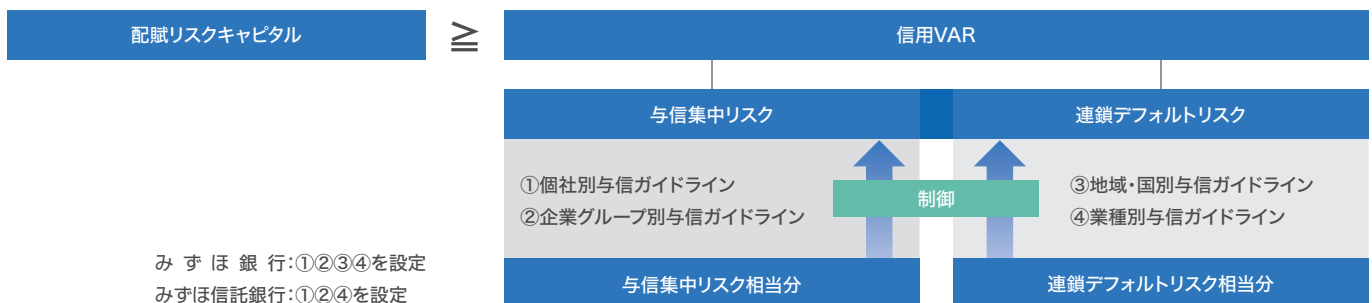 配賦リスクキャピタル
≧
信用VAR
与信集中リスク
連鎖デフォルトリスク
①個社別与信ガイドライン
②企業グループ別与信ガイドライン
制御
③地域・国別与信ガイドライン
④業種別与信ガイドライン
みずほ銀行:①②③④を設定
みずほ信託銀行:①②④を設定
与信集中リスク相当分
連鎖デフォルトリスク相当分